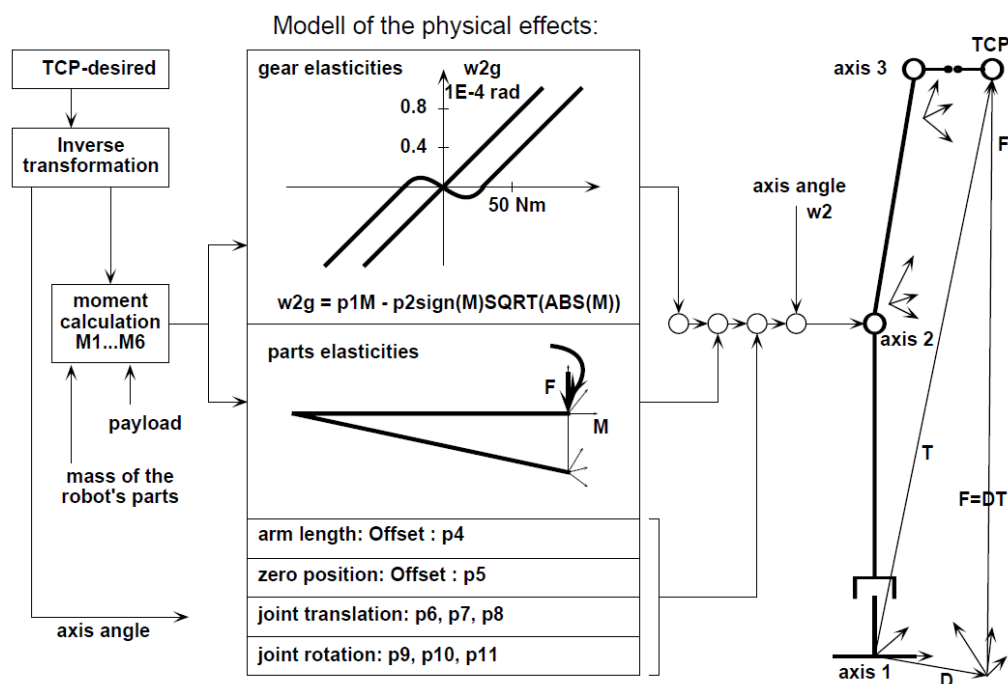 Modell of the physical effects:
TCP-desired
Inverse
transformation
moment
calculation
M1...M6
payload
mass of the
robot's parts
axis angle
gear elasticities
w2g
1E-4 rad
0.8
0.4
50 Nm
w2g = p1M - p2sign(M)SQRT(ABS(M))
parts elasticities
F
M
arm length: Offset : p4
zero position: Offset : p5
joint translation: p6, p7, p8
joint rotation: p9, p10, p11
axis angle
w2
TCP
axis 3
F
axis 2
T
F=DT
axis 1
D